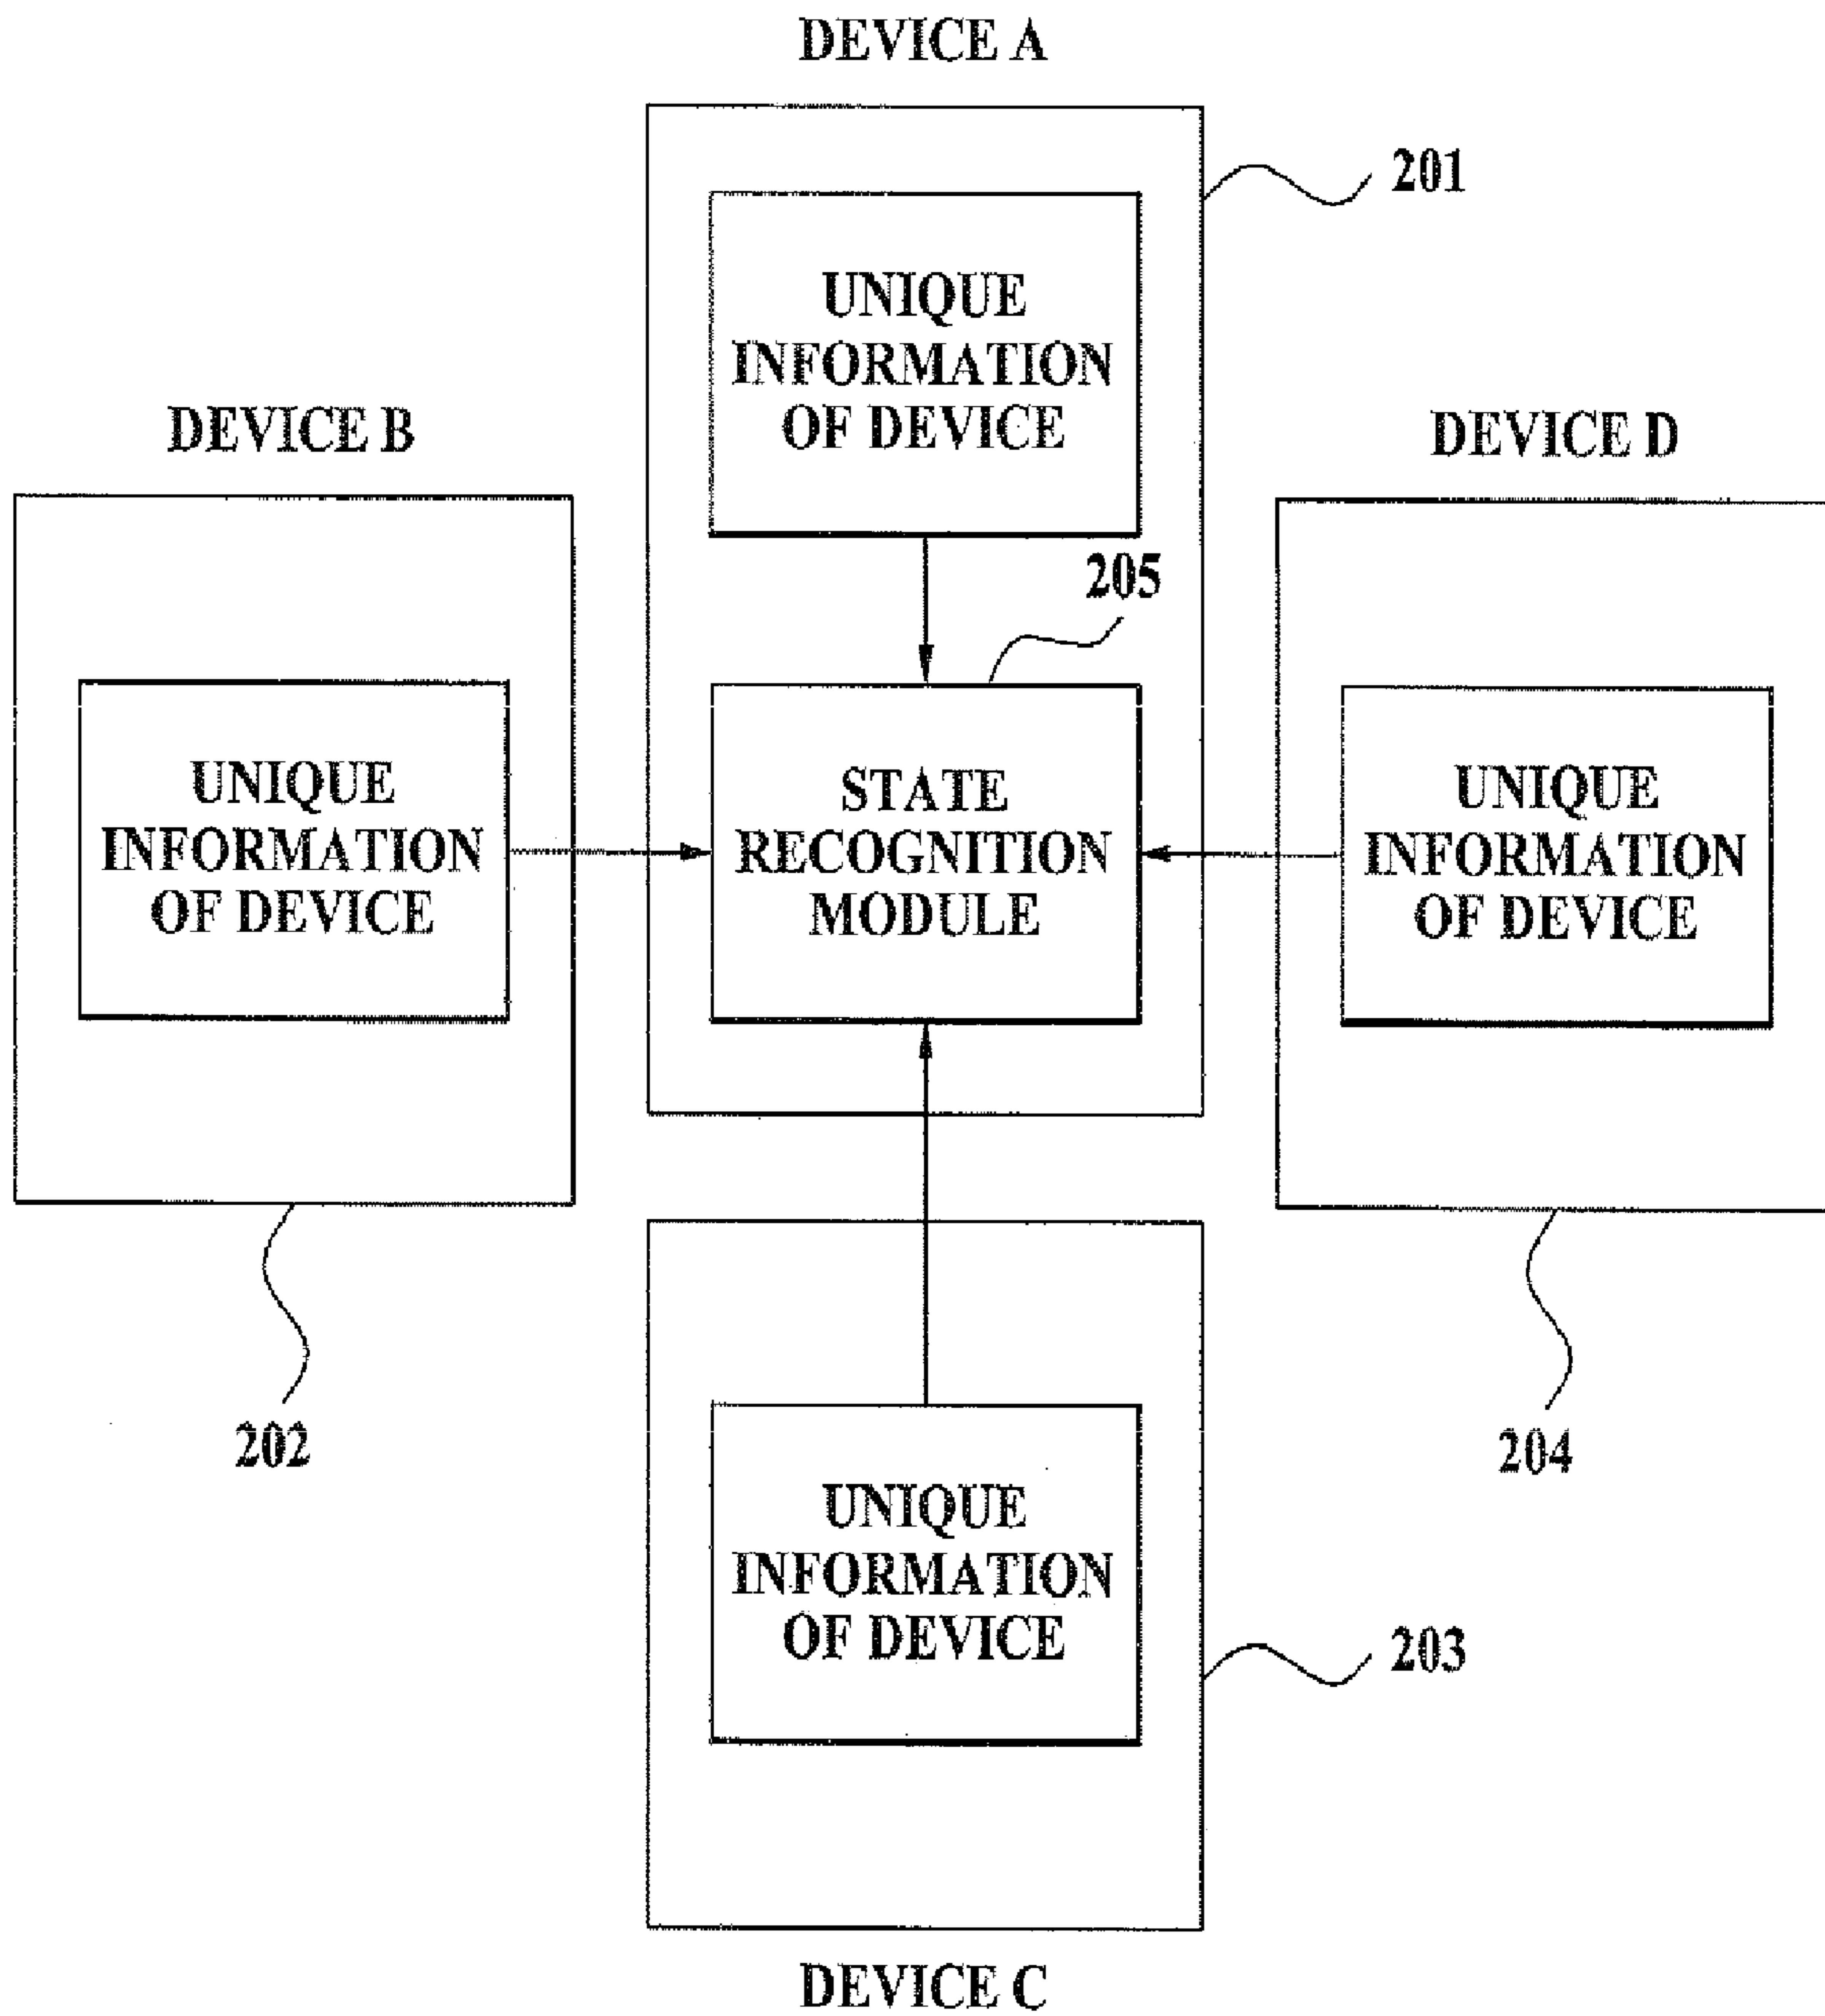 DEVICE A
201
UNIQUE
INFORMATION
OF DEVICE
205
DEVICE B
DEVICE D
UNIQUE
INFORMATION
OF DEVICE
STATE
RECOGNITION
MODULE
UNIQUE
INFORMATION
OF DEVICE
202
204
UNIQUE
INFORMATION
OF DEVICE
203
DEVICE C